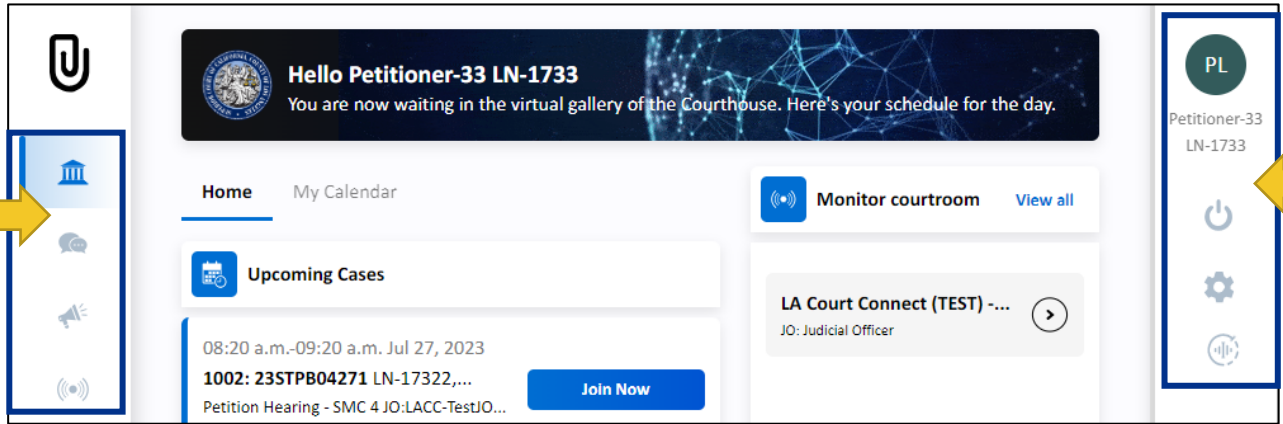 Hello Petitioner-33 LN-1733
You are now waiting in the virtual gallery of the Courthouse. Here's your schedule for the day.
Home
My Calendar
Upcoming Cases
08:20 a.m.-09:20 a.m. Jul 27, 2023
1002: 23STPB04271 LN-17322,...
Petition Hearing - SMC 4 JO:LACC-TestJO...
Join Now
Monitor courtroom
View all
LA Court Connect (TEST) -...
JO: Judicial Officer
PL
Petitioner-33
LN-1733